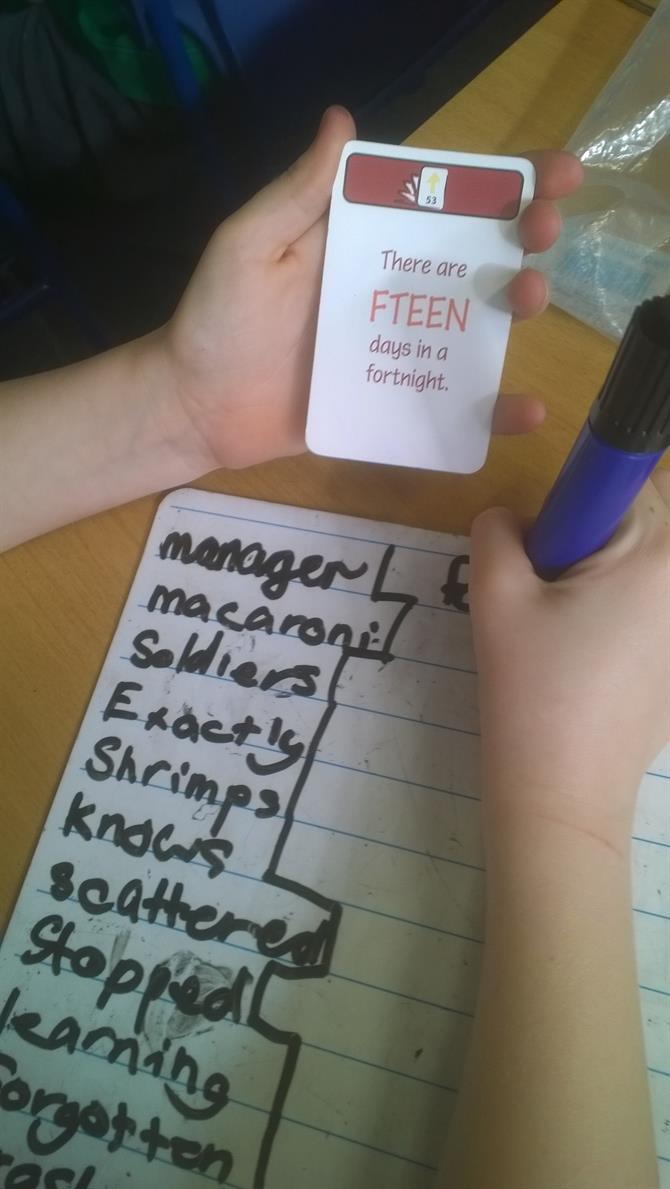 53
There are
FTEEN
days in a
fortnight.
manager
macaroni
Soldiers
Exactly
Shrimps
Knows
scattered
Stopped
learning
forgotten